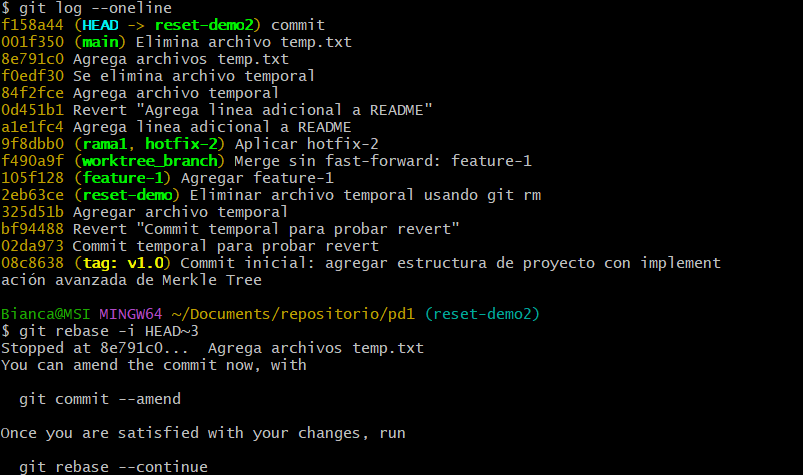 $ git log --oneline
f158a44 (HEAD -> reset-demo2) commit
001f350 (main) Elimina archivo temp.txt
8e791c0 Agrega archivos temp.txt
f0edf30 Se elimina archivo temporal
84f2fce Agrega archivo temporal
0d451b1 Revert "Agrega linea adicional a README"
a1e1fc4 Agrega linea adicional a README
9f8dbb0 (rama1, hotfix-2) Aplicar hotfix-2
f490a9f (worktree_branch) Merge sin fast-forward: feature-1
105f128 (feature-1) Agregar feature-1
2eb63ce (reset-demo) Eliminar archivo temporal usando git rm
325d51b Agregar archivo temporal
bf94488 Revert "Commit temporal para probar revert"
02da973 Commit temporal para probar revert
08c8638 (tag: v1.0) Commit inicial: agregar estructura de proyecto con implement
ación avanzada de Merkle Tree
Bianca@MSI MINGW64 ~/Documents/repositorio/pd1 (reset-demo2)
$ git rebase -i HEAD~3
Stopped at 8e791c0...  Agrega archivos temp.txt
You can amend the commit now, with
git commit --amend
Once you are satisfied with your changes, run
git rebase --continue